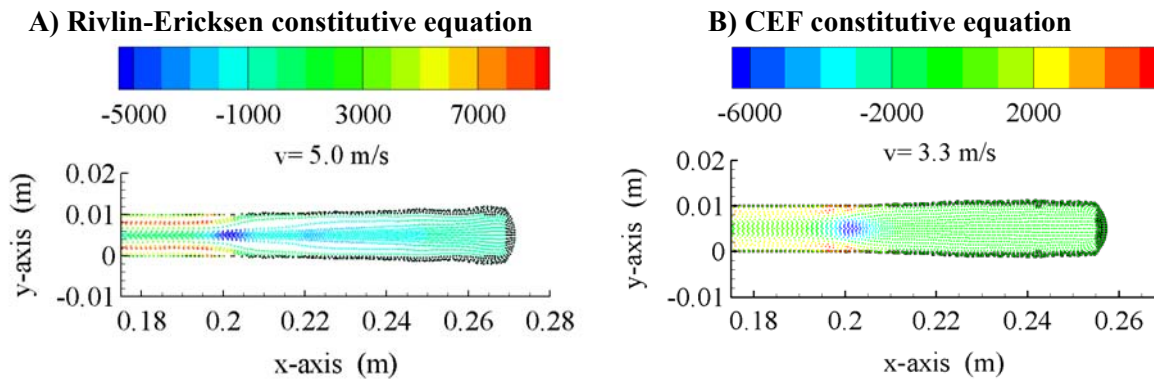 A) Rivlin-Ericksen constitutive equation
-5000 -1000 3000 7000
v= 5.0 m/s
0.02
0.01
0
-0.01
y-axis (m)
0.18 0.2 0.22 0.24 0.26 0.28
x-axis (m)
B) CEF constitutive equation
-6000 -2000 2000
v= 3.3 m/s
0.02
0.01
0
-0.01
y-axis (m)
0.18 0.2 0.22 0.24 0.26
x-axis (m)